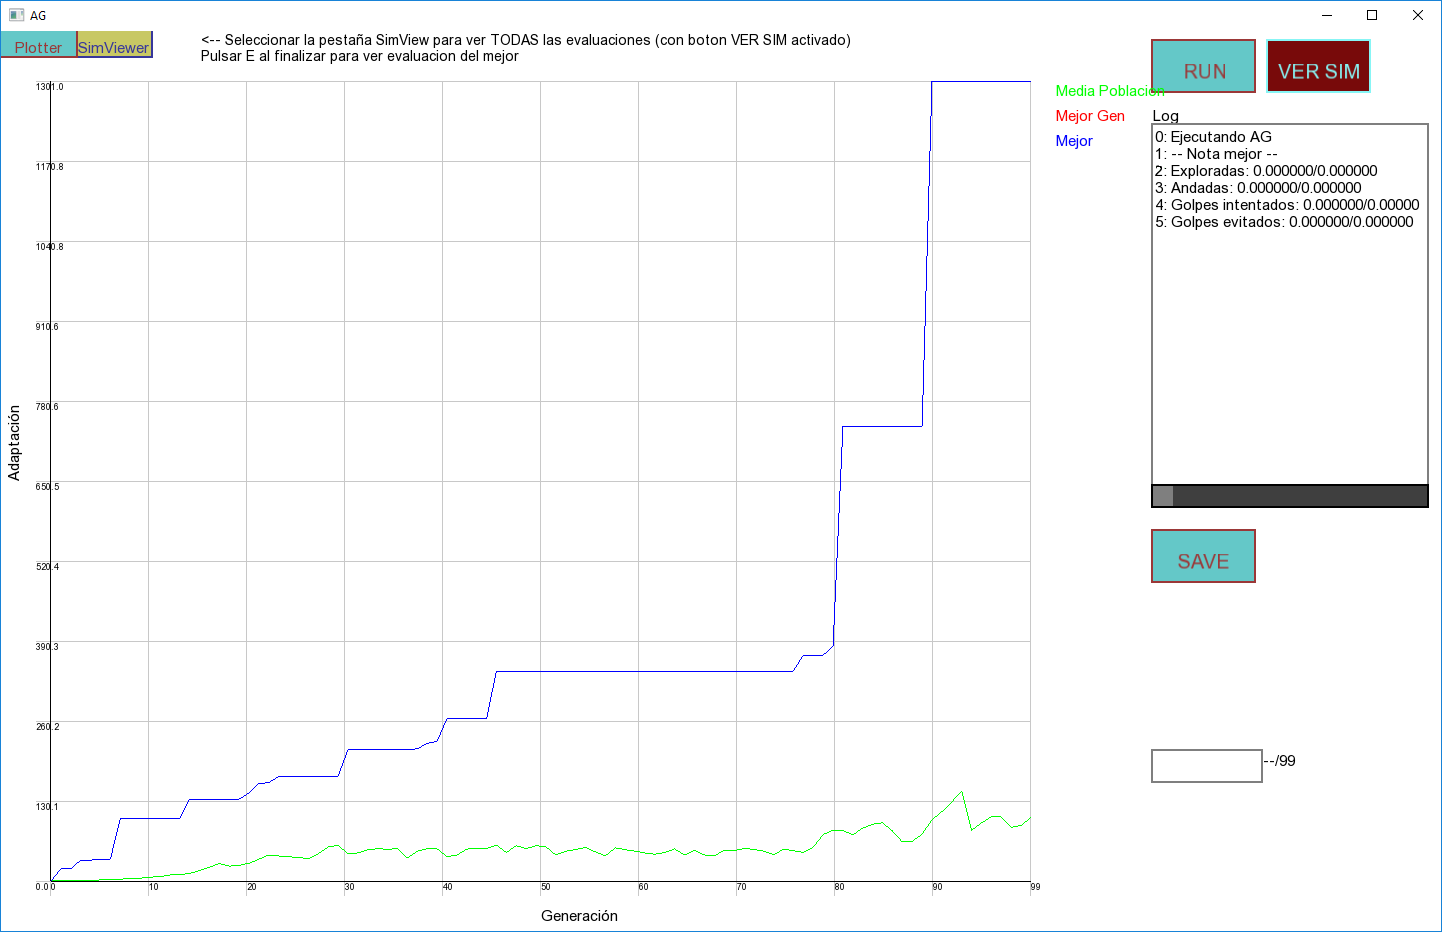 AG
Plotter
SimViewer
<-- Seleccionar la pestaña SimView para ver TODAS las evaluaciones (con boton VER SIM activado)
Pulsar E al finalizar para ver evaluacion del mejor
RUN
VER SIM
Media Poblacion
Mejor Gen
Mejor
Log
0: Ejecutando AG
1: -- Nota mejor --
2: Exploradas: 0.000000/0.000000
3: Andadas: 0.000000/0.000000
4: Golpes intentados: 0.000000/0.00000
5: Golpes evitados: 0.000000/0.000000
SAVE
--/99
Adaptación
1301.0
1170.8
1040.8
910.6
780.6
650.5
520.4
390.3
260.2
130.1
0.0 0
10
20
30
40
50
60
70
80
90
99
Generación